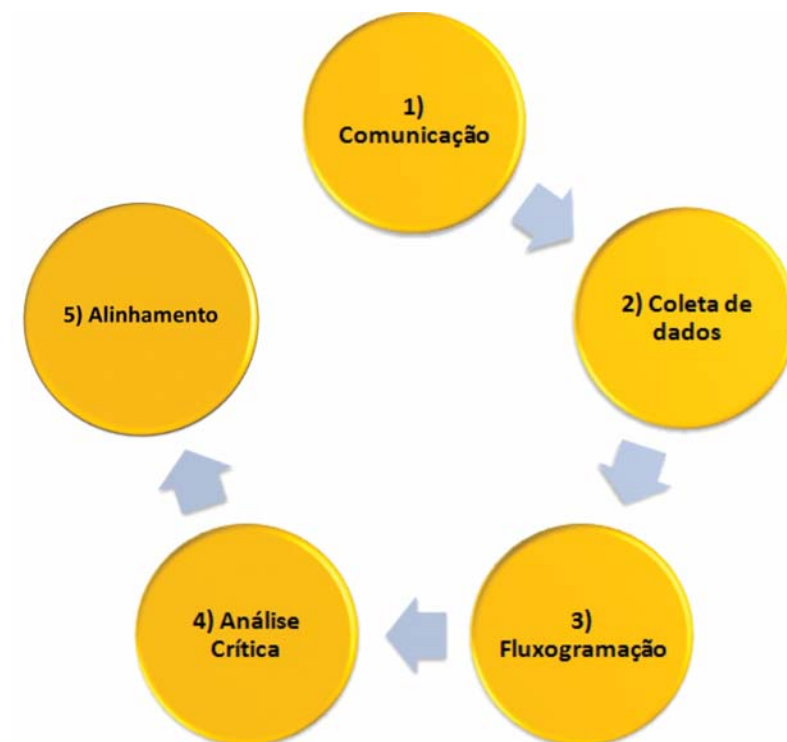 1)
Comunicação
2) Coleta de
dados
3)
Fluxogramação
4) Análise
Crítica
5) Alinhamento